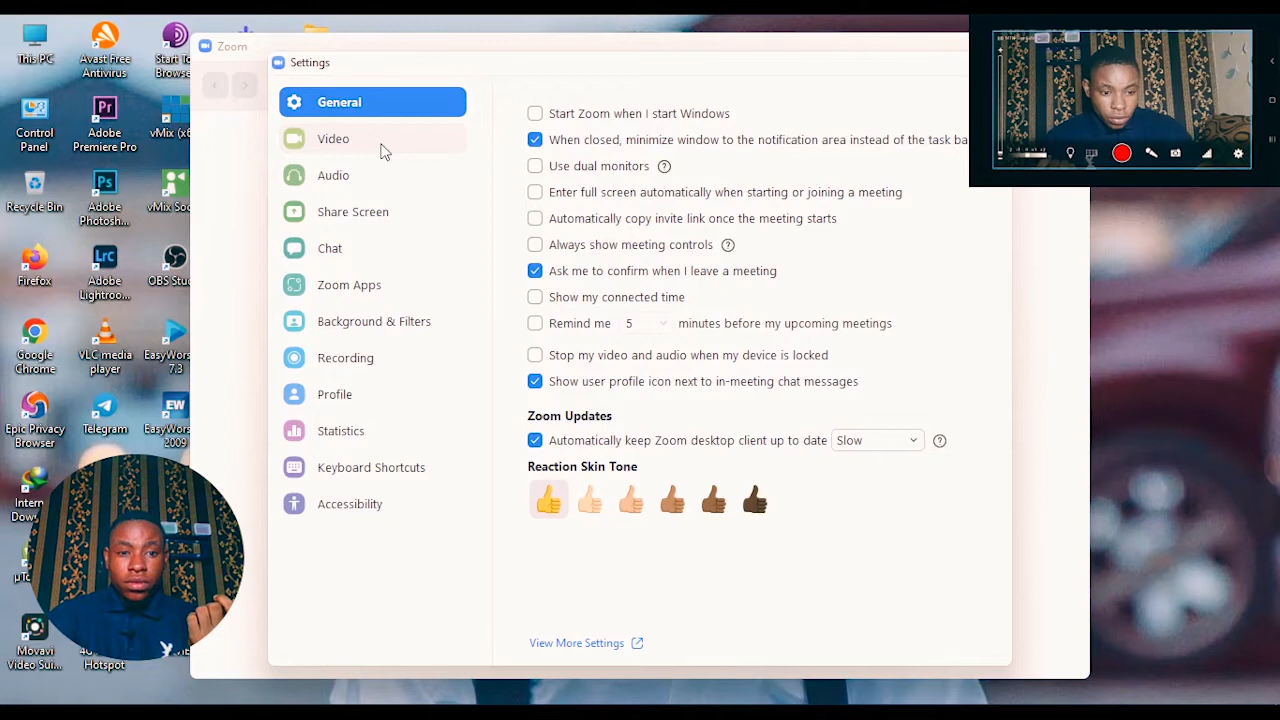 This PC
Avast Free
Antivirus
Control
Panel
Adobe
Premiere Pro
Recycle Bin
Adobe
Firefox
Adobe
Google
Chrome
VLC media
player
7.3
Epic Privacy
Browser
Telegram
2009
Hotspot
Zoom
Settings
General
Video
Audio
Share Screen
Chat
Zoom Apps
Background & Filters
Recording
Profile
Statistics
Keyboard Shortcuts
Accessibility
Start Zoom when I start Windows
When closed, minimize window to the notification area instead of the task ba
Use dual monitors
Enter full screen automatically when starting or joining a meeting
Automatically copy invite link once the meeting starts
Always show meeting controls
Ask me to confirm when I leave a meeting
Show my connected time
Remind me 5 minutes before my upcoming meetings
Stop my video and audio when my device is locked
Show user profile icon next to in-meeting chat messages
Zoom Updates
Automatically keep Zoom desktop client up to date Slow
Reaction Skin Tone
View More Settings